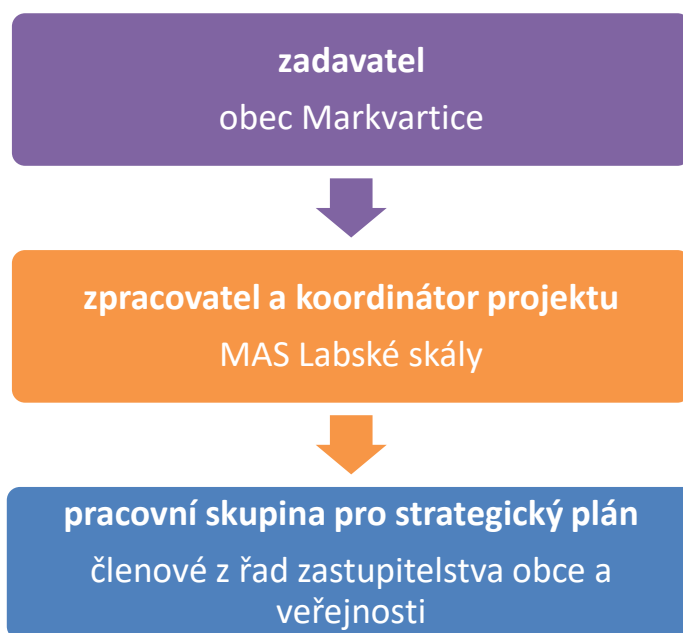 zadavatel
obec Markvartice
zpracovatel a koordinátor projektu
MAS Labské skály
pracovní skupina pro strategický plán
členové z řad zastupitelstva obce a
veřejnosti